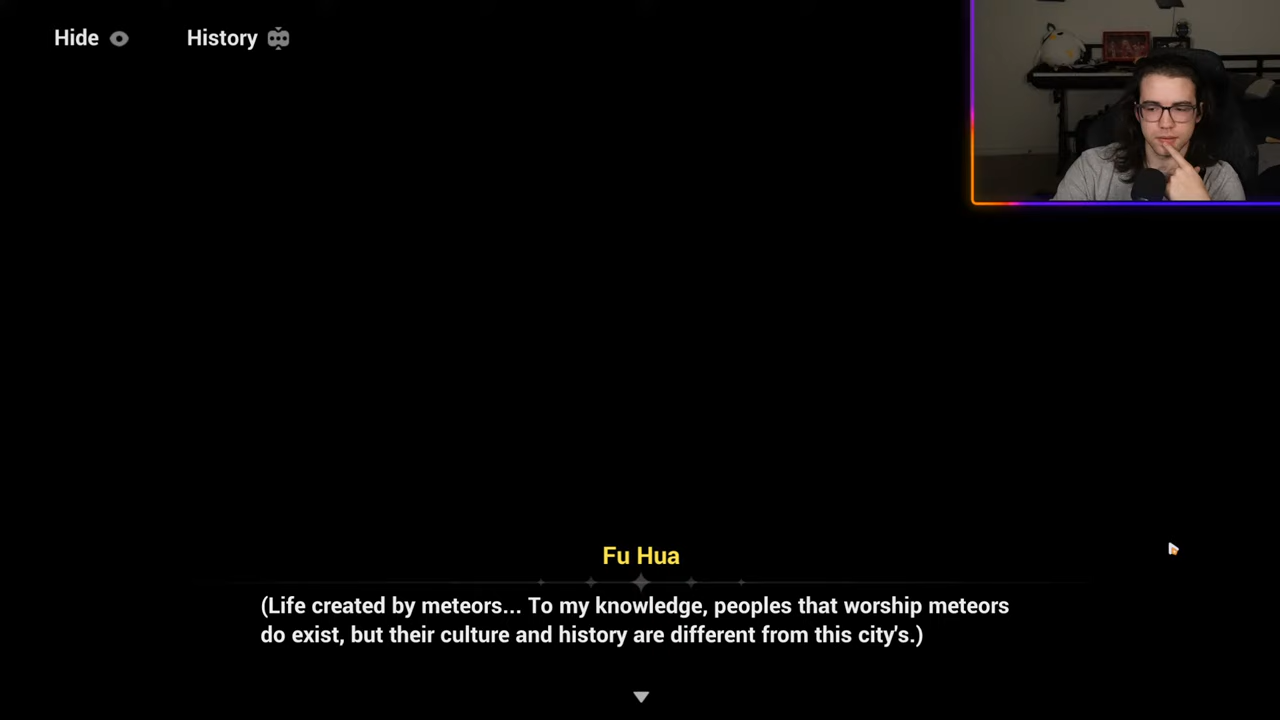 Hide
History
Fu Hua
(Life created by meteors... To my knowledge, peoples that worship meteors
do exist, but their culture and history are different from this city's.)